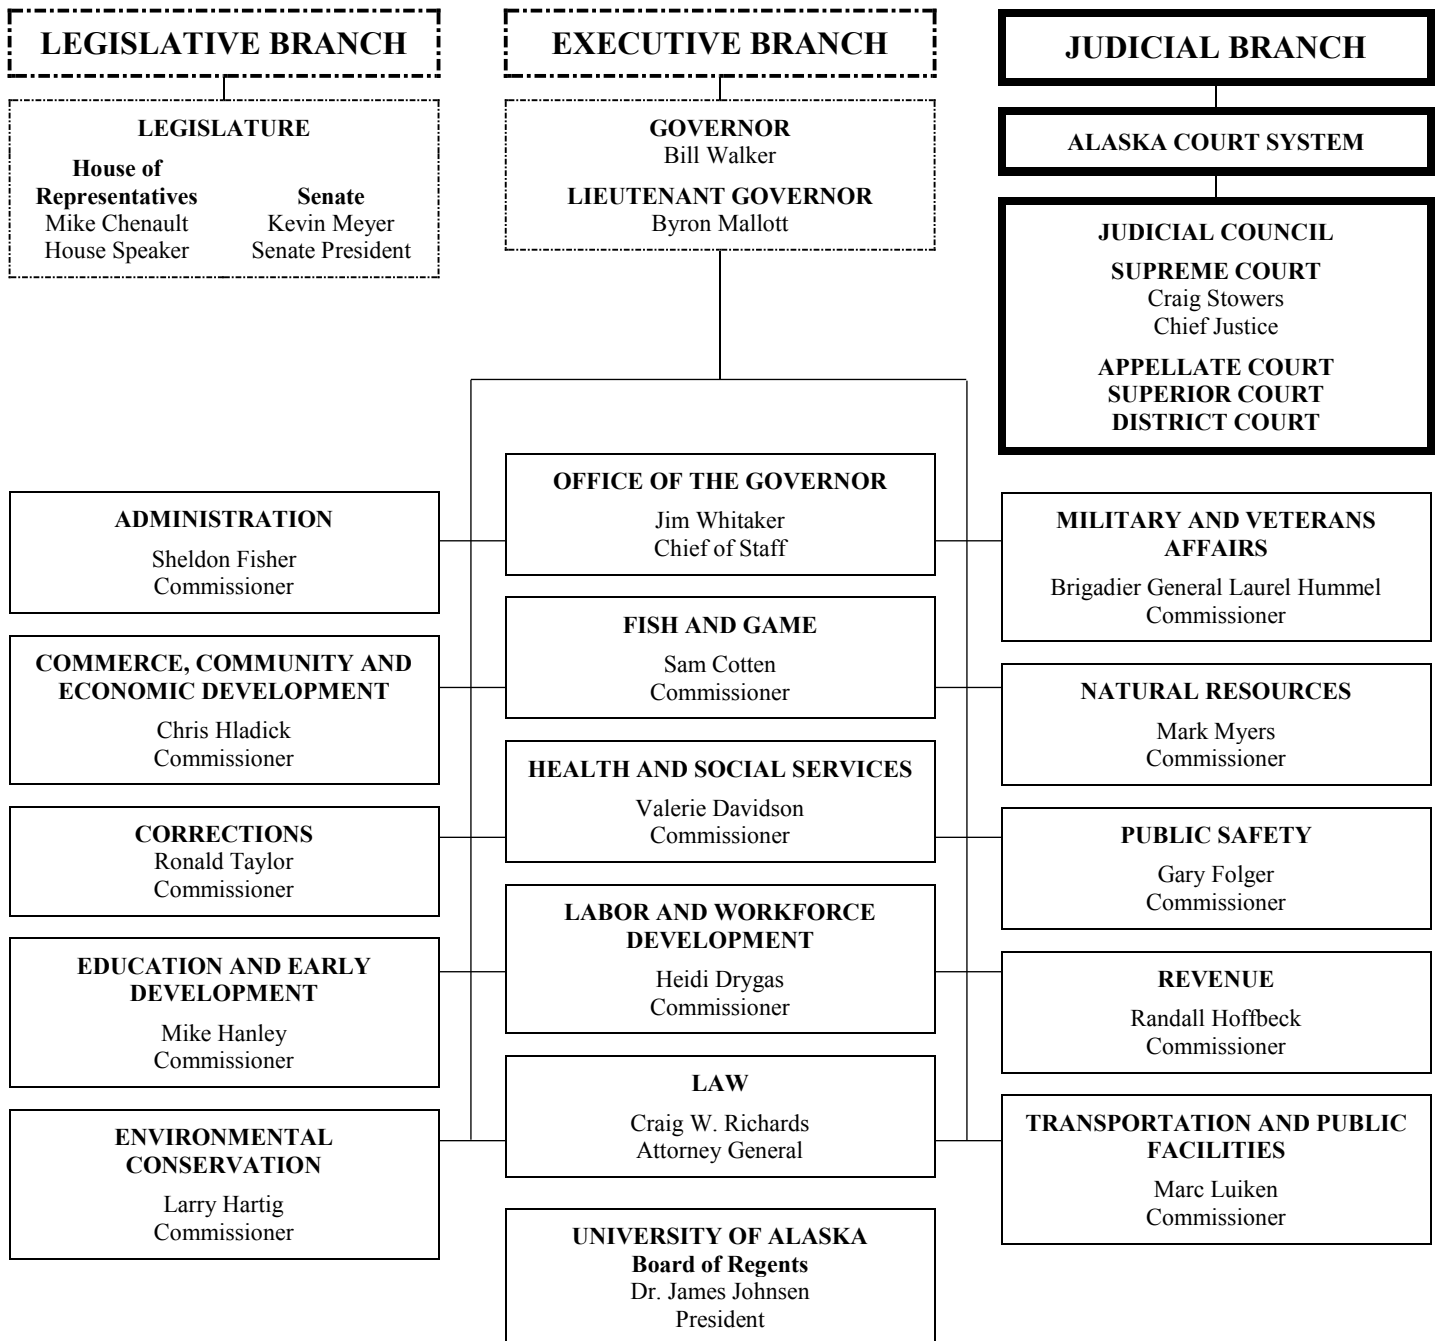 LEGISLATIVE BRANCH
LEGISLATURE
House of
Representatives
Mike Chenault
House Speaker
Senate
Kevin Meyer
Senate President
EXECUTIVE BRANCH
GOVERNOR
Bill Walker
LIEUTENANT GOVERNOR
Byron Mallott
JUDICIAL BRANCH
ALASKA COURT SYSTEM
JUDICIAL COUNCIL
SUPREME COURT
Craig Stowers
Chief Justice
APPELLATE COURT
SUPERIOR COURT
DISTRICT COURT
ADMINISTRATION
Sheldon Fisher
Commissioner
COMMERCE, COMMUNITY AND
ECONOMIC DEVELOPMENT
Chris Hladick
Commissioner
CORRECTIONS
Ronald Taylor
Commissioner
EDUCATION AND EARLY
DEVELOPMENT
Mike Hanley
Commissioner
ENVIRONMENTAL
CONSERVATION
Larry Hartig
Commissioner
OFFICE OF THE GOVERNOR
Jim Whitaker
Chief of Staff
FISH AND GAME
Sam Cotten
Commissioner
HEALTH AND SOCIAL SERVICES
Valerie Davidson
Commissioner
LABOR AND WORKFORCE
DEVELOPMENT
Heidi Drygas
Commissioner
LAW
Craig W. Richards
Attorney General
UNIVERSITY OF ALASKA
Board of Regents
Dr. James Johnsen
President
MILITARY AND VETERANS
AFFAIRS
Brigadier General Laurel Hummel
Commissioner
NATURAL RESOURCES
Mark Myers
Commissioner
PUBLIC SAFETY
Gary Folger
Commissioner
REVENUE
Randall Hoffbeck
Commissioner
TRANSPORTATION AND PUBLIC
FACILITIES
Marc Luiken
Commissioner